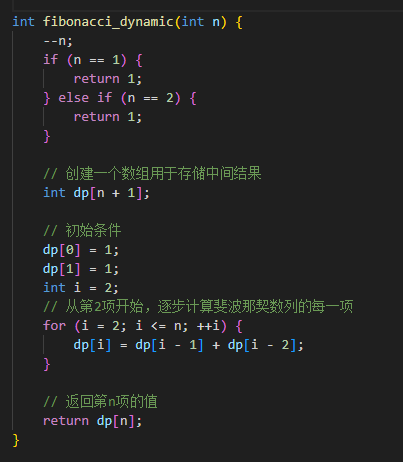 int fibonacci_dynamic(int n) {
    --n;
    if (n == 1) {
        return 1;
    } else if (n == 2) {
        return 1;
    }

    // 创建一个数组用于存储中间结果
    int dp[n + 1];

    // 初始条件
    dp[0] = 1;
    dp[1] = 1;
    int i = 2;
    // 从第2项开始，逐步计算斐波那契数列的每一项
    for (i = 2; i <= n; ++i) {
        dp[i] = dp[i - 1] + dp[i - 2];
    }

    // 返回第n项的值
    return dp[n];
}